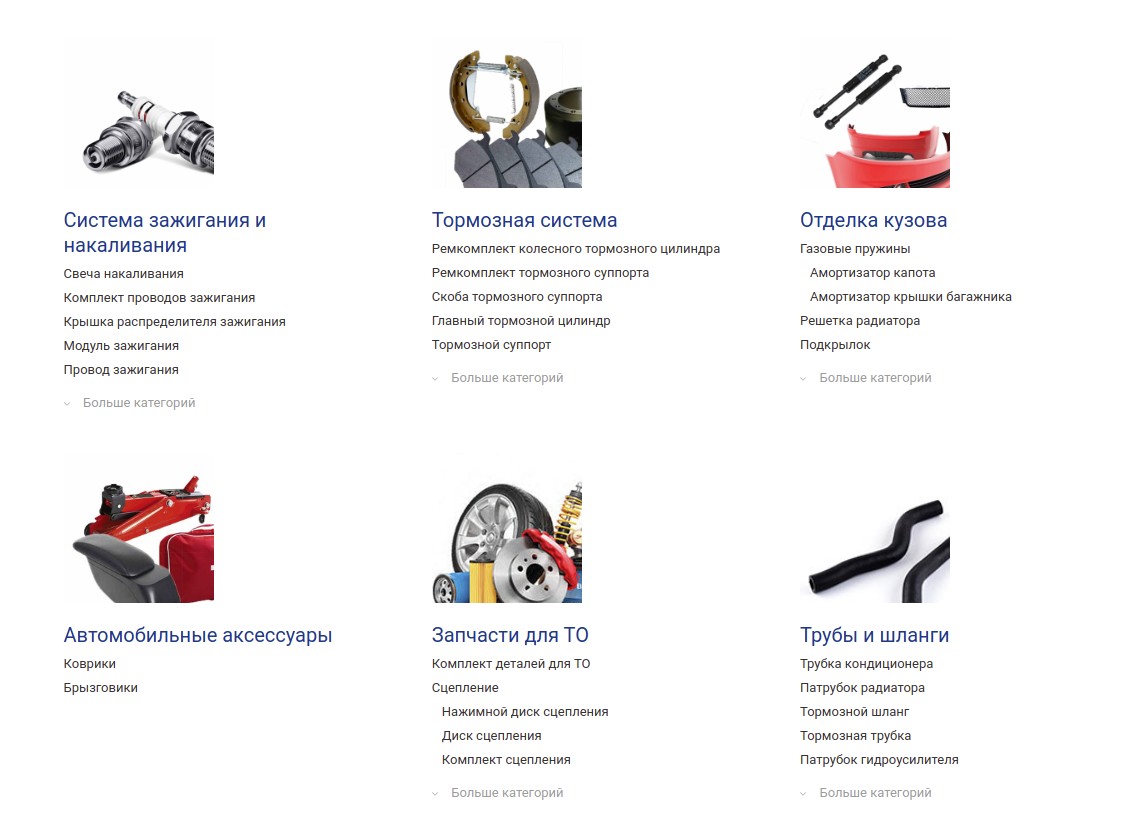 Система зажигания и
накаливания
Свеча накаливания
Комплект проводов зажигания
Крышка распределителя зажигания
Модуль зажигания
Провод зажигания
Больше категорий
Тормозная система
Ремкомплект колесного тормозного цилиндра
Ремкомплект тормозного суппорта
Скоба тормозного суппорта
Главный тормозной цилиндр
Тормозной суппорт
Больше категорий
Отделка кузова
Газовые пружины
Амортизатор капота
Амортизатор крышки багажника
Решетка радиатора
Подкрылок
Больше категорий
Автомобильные аксессуары
Коврики
Брызговики
Запчасти для ТО
Комплект деталей для ТО
Сцепление
Нажимной диск сцепления
Диск сцепления
Комплект сцепления
Больше категорий
Трубы и шланги
Трубка кондиционера
Патрубок радиатора
Тормозной шланг
Тормозная трубка
Патрубок гидроусилителя
Больше категорий